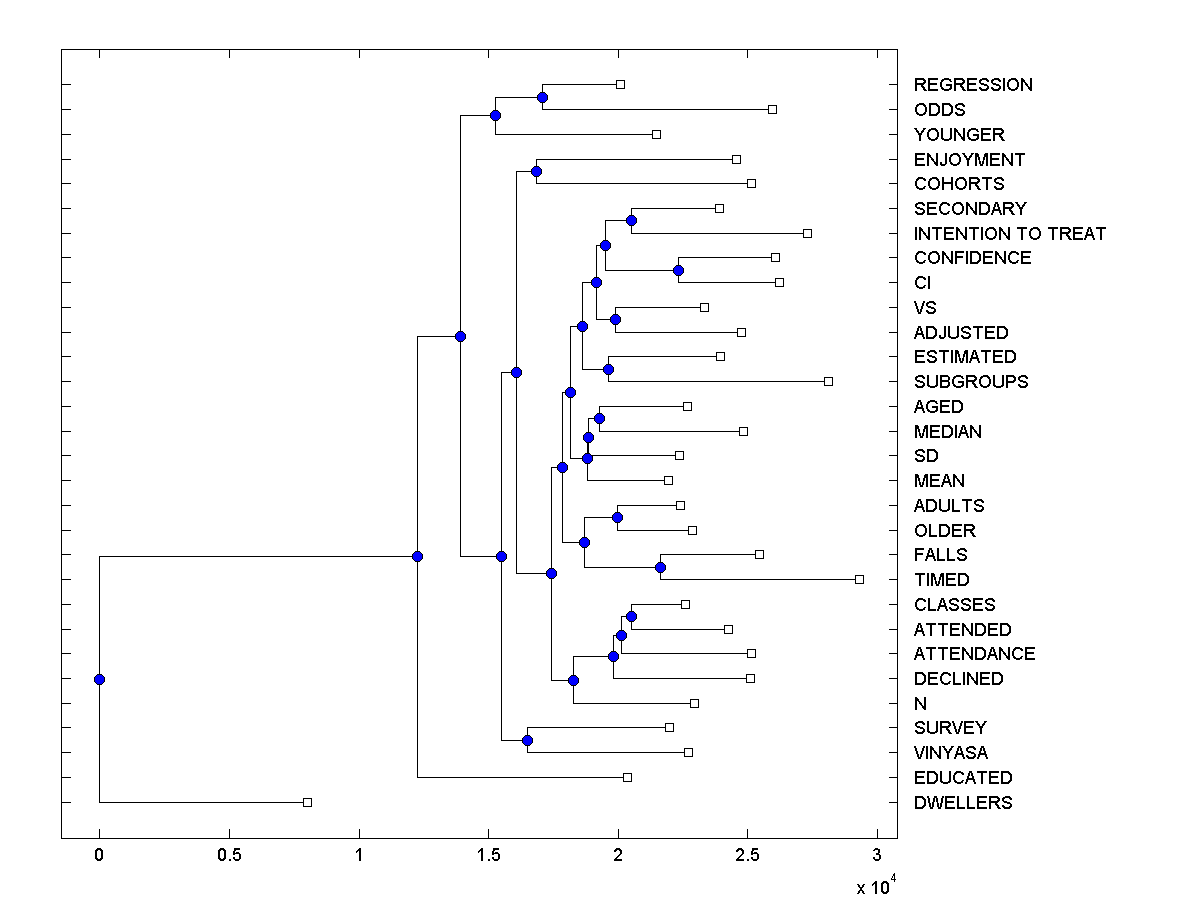 REGRESSION
ODDS
YOUNGER
ENJOYMENT
COHORTS
SECONDARY
INTENTION TO TREAT
CONFIDENCE
CI
VS
ADJUSTED
ESTIMATED
SUBGROUPS
AGED
MEDIAN
SD
MEAN
ADULTS
OLDER
FALLS
TIMED
CLASSES
ATTENDED
ATTENDANCE
DECLINED
N
SURVEY
VINYASA
EDUCATED
DWELLERS
0 0.5 1 1.5 2 2.5 3
x 10^4